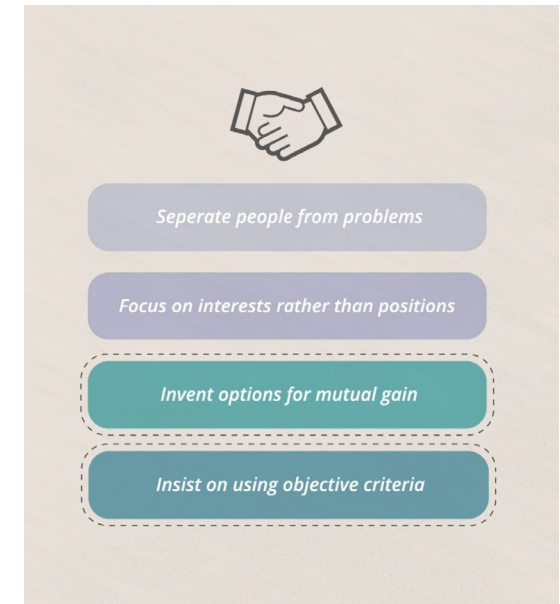 Seperate people from problems
Focus on interests rather than positions
Invent options for mutual gain
Insist on using objective criteria